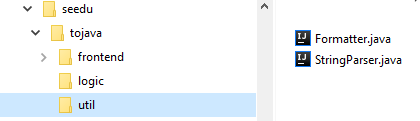 seedu
tojava
frontend
logic
util
Formatter.java
StringParser.java